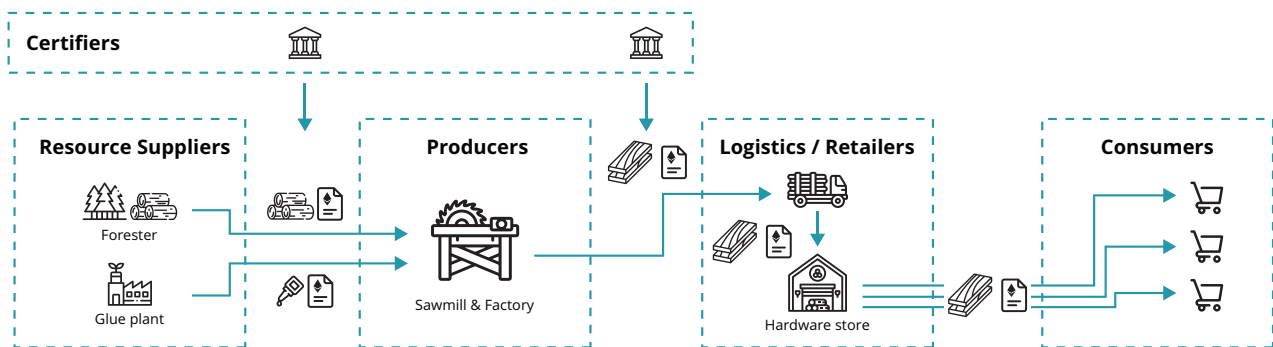 Certifiers
Resource Suppliers
Forester
Glue plant
Producers
Sawmill & Factory
Logistics / Retailers
Hardware store
Consumers